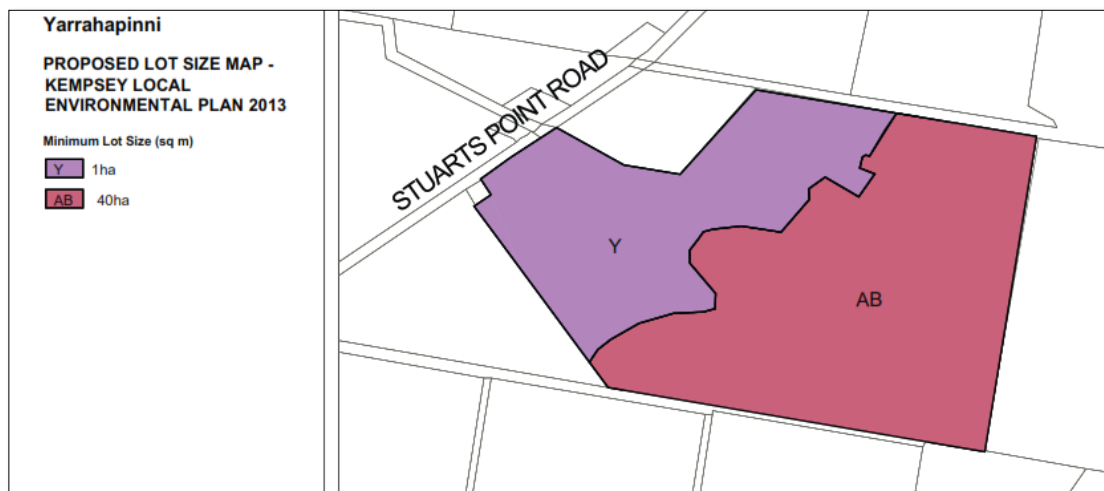 Yarrahapinni
PROPOSED LOT SIZE MAP -
KEMPSEY LOCAL
ENVIRONMENTAL PLAN 2013
Minimum Lot Size (sq m)
Y 1ha
AB 40ha
STUARTS POINT ROAD
Y
AB